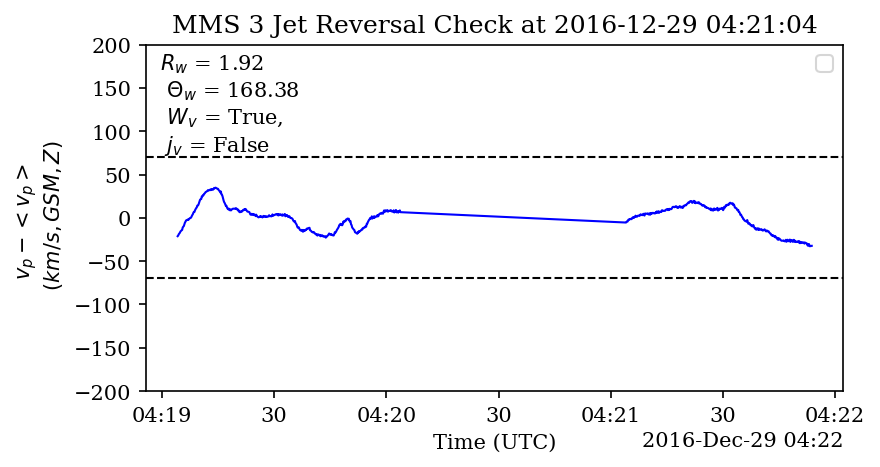 MMS 3 Jet Reversal Check at 2016-12-29 04:21:04
R_w = 1.92
Θ_w = 168.38
W_v = True,
j_v = False
v_p − < v_p >
(km/s, GSM, Z)
200
150
100
50
0
−50
−100
−150
−200
04:19 30 04:20 30 04:21 30 04:22
Time (UTC)
2016-Dec-29 04:22